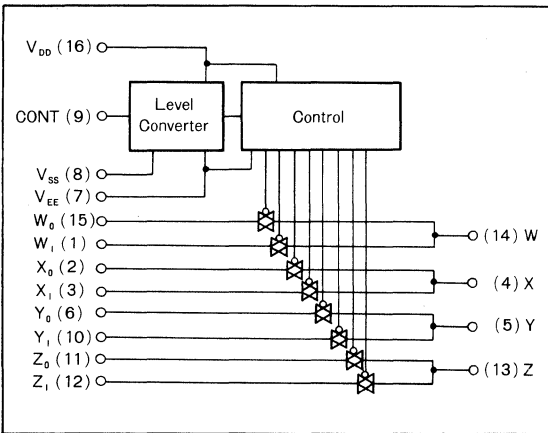 V_DD (16)
Level
Converter
Control
CONT (9)
V_SS (8)
V_EE (7)
W_0 (15)
W_1 (1)
(14) W
X_0 (2)
X_1 (3)
(4) X
Y_0 (6)
Y_1 (10)
(5) Y
Z_0 (11)
Z_1 (12)
(13) Z